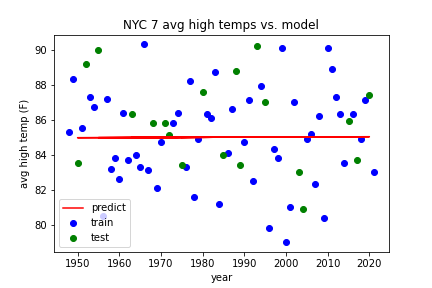 NYC 7 avg high temps vs. model
avg high temp (F)
90
88
86
84
82
80
predict
train
test
1950 1960 1970 1980 1990 2000 2010 2020
year